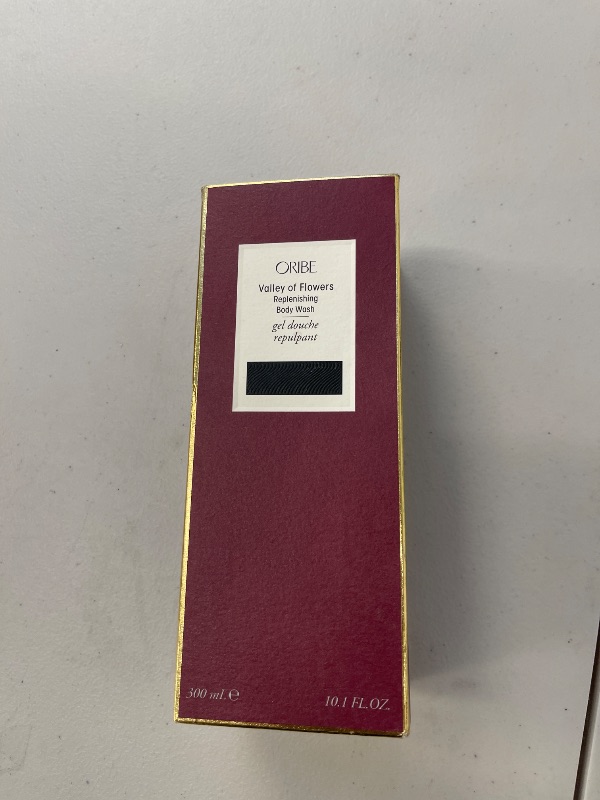 ORIBE
Valley of Flowers
Replenishing
Body Wash
gel douche
repulpant
300 mL ℮
10.1 FL.OZ.